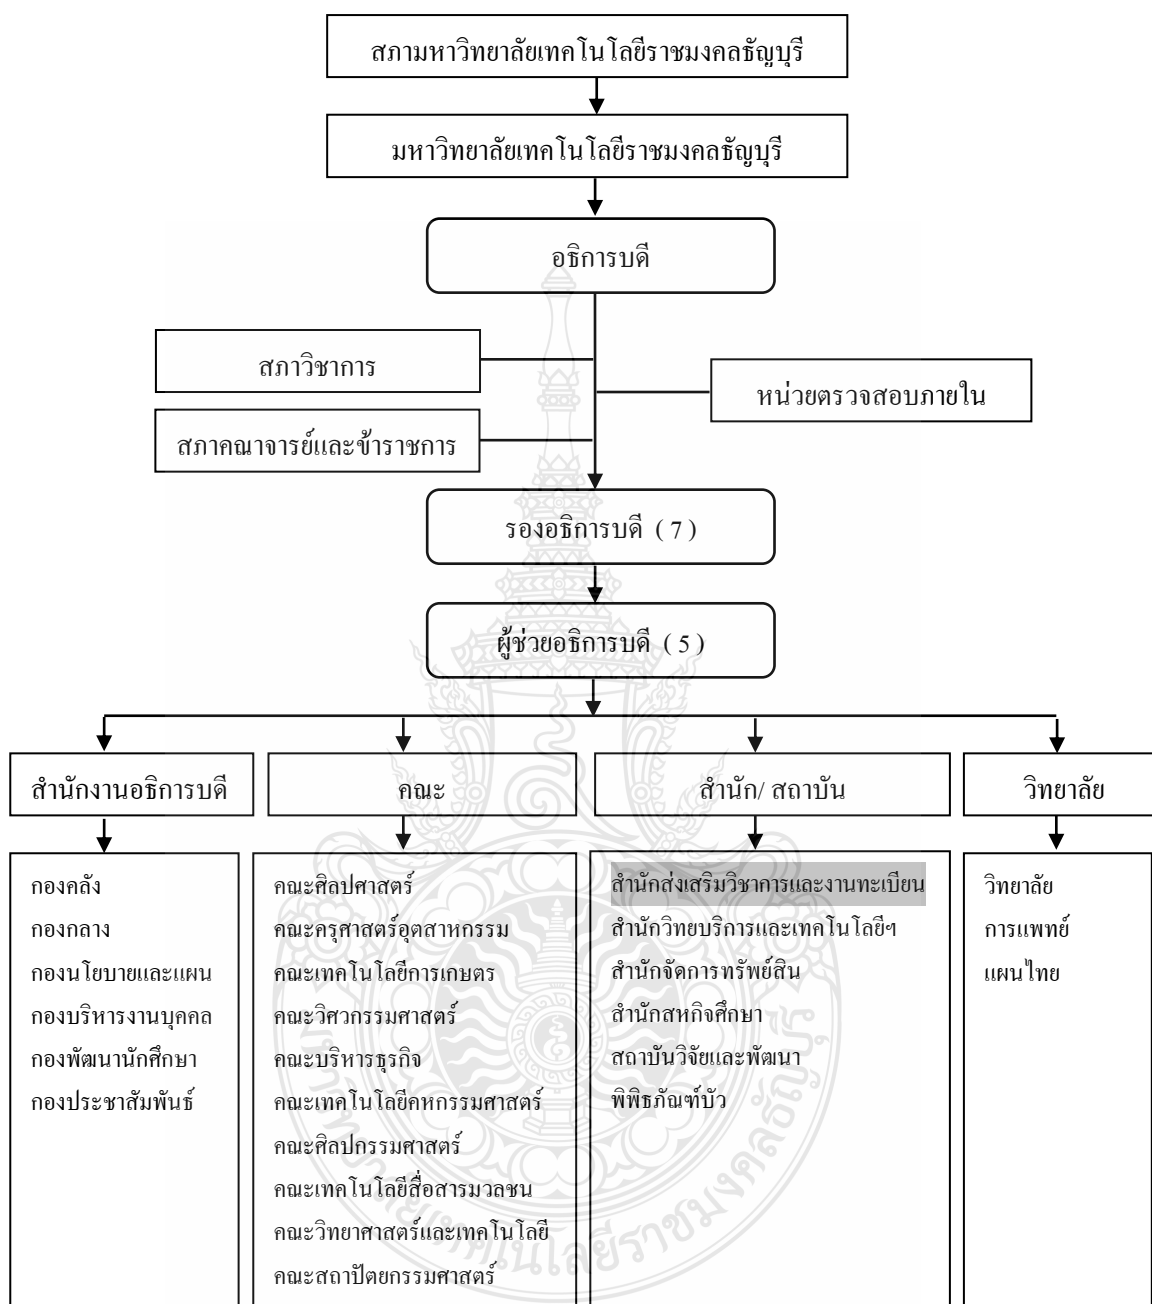 สภามหาวิทยาลัยเทคโนโลยีราชมงคลธัญบุรี
มหาวิทยาลัยเทคโนโลยีราชมงคลธัญบุรี
อธิการบดี
สภาวิชาการ
หน่วยตรวจสอบภายใน
สภาคณาจารย์และข้าราชการ
รองอธิการบดี ( 7 )
ผู้ช่วยอธิการบดี ( 5 )
สำนักงานอธิการบดี
กองคลัง
กองกลาง
กองนโยบายและแผน
กองบริหารงานบุคคล
กองพัฒนานักศึกษา
กองประชาสัมพันธ์
คณะ
คณะศิลปศาสตร์
คณะครุศาสตร์อุตสาหกรรม
คณะเทคโนโลยีการเกษตร
คณะวิศวกรรมศาสตร์
คณะบริหารธุรกิจ
คณะเทคโนโลยีคหกรรมศาสตร์
คณะศิลปกรรมศาสตร์
คณะเทคโนโลยีสื่อสารมวลชน
คณะวิทยาศาสตร์และเทคโนโลยี
คณะสถาปัตยกรรมศาสตร์
สำนัก/ สถาบัน
สำนักส่งเสริมวิชาการและงานทะเบียน
สำนักวิทยบริการและเทคโนโลยีฯ
สำนักจัดการทรัพย์สิน
สำนักสหกิจศึกษา
สถาบันวิจัยและพัฒนา
พิพิธภัณฑ์บัว
วิทยาลัย
วิทยาลัย
การแพทย์
แผนไทย
มหาวิทยาลัยเทคโนโลยีราชมงคลธัญบุรี